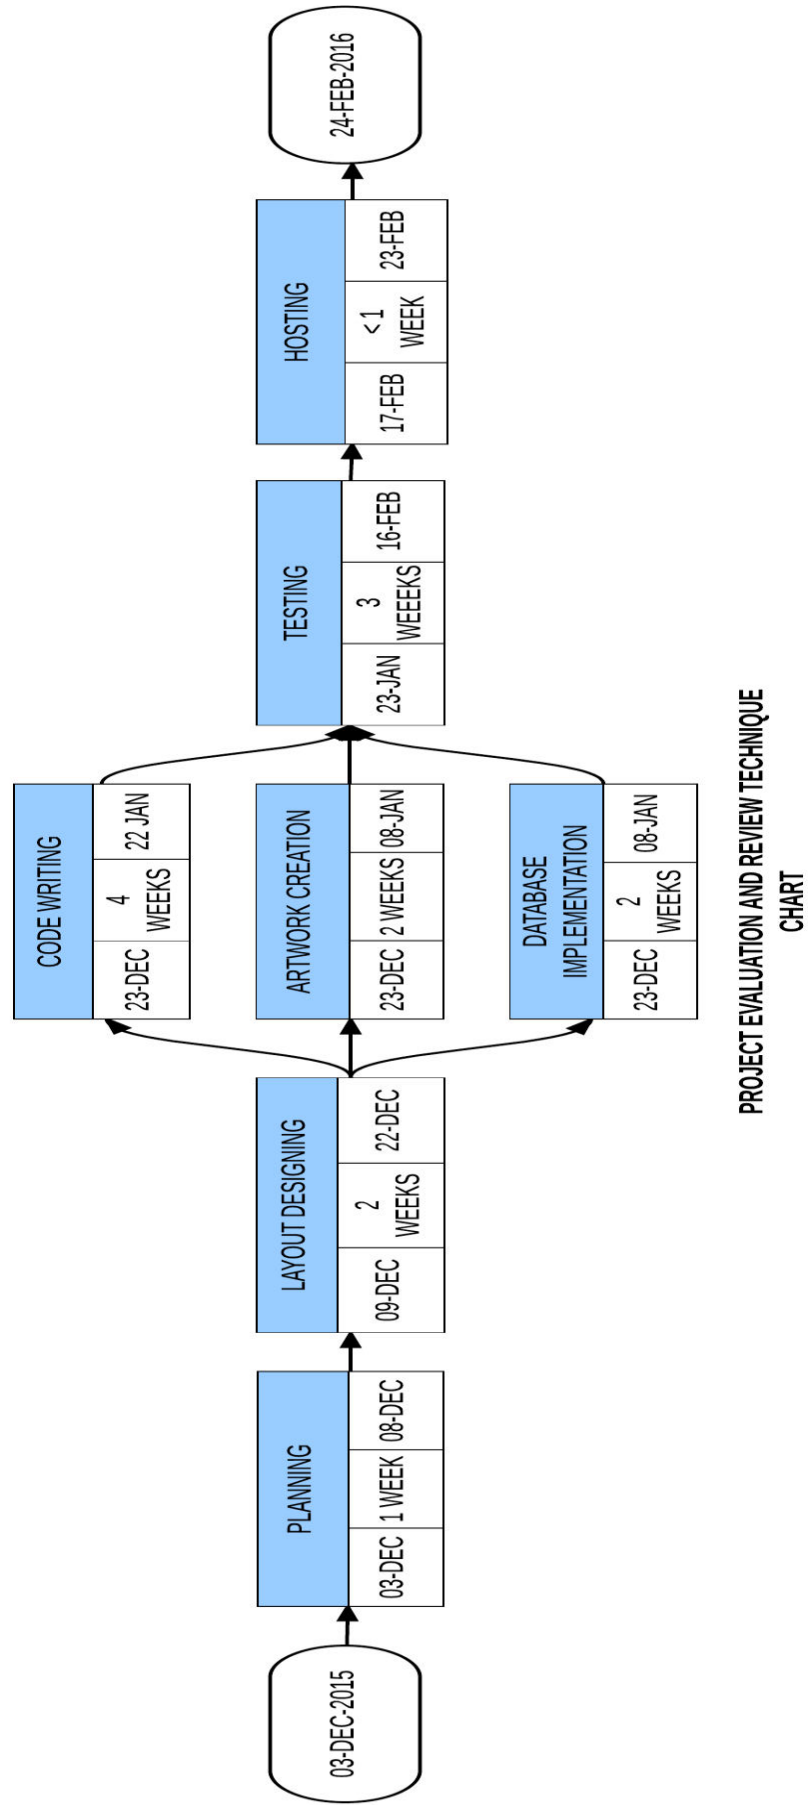 03-DEC-2015
PLANNING
03-DEC
1 WEEK
08-DEC
LAYOUT DESIGNING
09-DEC
2
WEEKS
22-DEC
CODE WRITING
23-DEC
4
WEEKS
22 JAN
ARTWORK CREATION
23-DEC
2 WEEKS
08-JAN
DATABASE
IMPLEMENTATION
23-DEC
2
WEEKS
08-JAN
TESTING
23-JAN
3
WEEEKS
16-FEB
HOSTING
17-FEB
< 1
WEEK
23-FEB
24-FEB-2016
PROJECT EVALUATION AND REVIEW TECHNIQUE
CHART